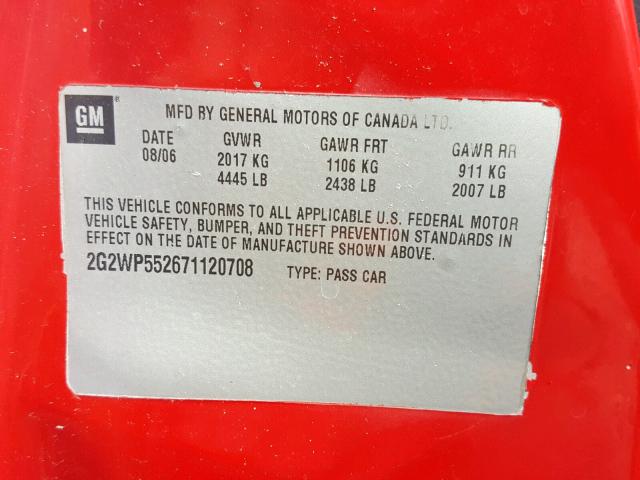 GM
MFD BY GENERAL MOTORS OF CANADA LTD.
DATE GVWR GAWR FRT GAWR RR
08/06 2017 KG 1106 KG 911 KG
4445 LB 2438 LB 2007 LB
THIS VEHICLE CONFORMS TO ALL APPLICABLE U.S. FEDERAL MOTOR
VEHICLE SAFETY, BUMPER, AND THEFT PREVENTION STANDARDS IN
EFFECT ON THE DATE OF MANUFACTURE SHOWN ABOVE.
2G2WP552671120708 TYPE: PASS CAR